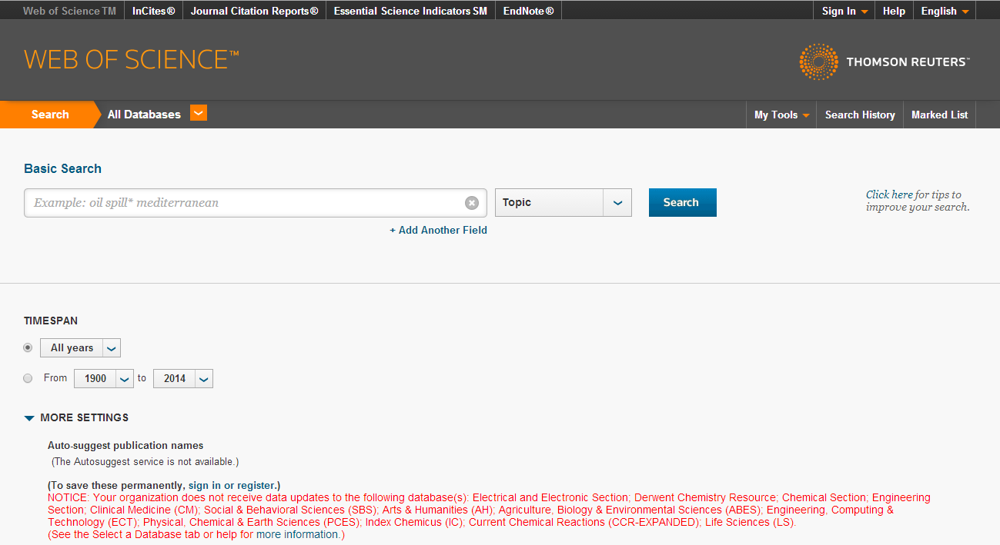 Web of Science TM InCites® Journal Citation Reports® Essential Science Indicators SM EndNote® Sign In Help English
WEB OF SCIENCE™ THOMSON REUTERS™
Search All Databases My Tools Search History Marked List
Basic Search
Example: oil spill* mediterranean Topic Search
Click here for tips to
improve your search.
+ Add Another Field
TIMESPAN
All years
From 1900 to 2014
MORE SETTINGS
Auto-suggest publication names
(The Autosuggest service is not available.)
(To save these permanently, sign in or register.)
NOTICE: Your organization does not receive data updates to the following database(s): Electrical and Electronic Section; Derwent Chemistry Resource; Chemical Section; Engineering
Section; Clinical Medicine (CM); Social & Behavioral Sciences (SBS); Arts & Humanities (AH); Agriculture, Biology & Environmental Sciences (ABES); Engineering, Computing &
Technology (ECT); Physical, Chemical & Earth Sciences (PCES); Index Chemicus (IC); Current Chemical Reactions (CCR-EXPANDED); Life Sciences (LS).
(See the Select a Database tab or help for more information.)